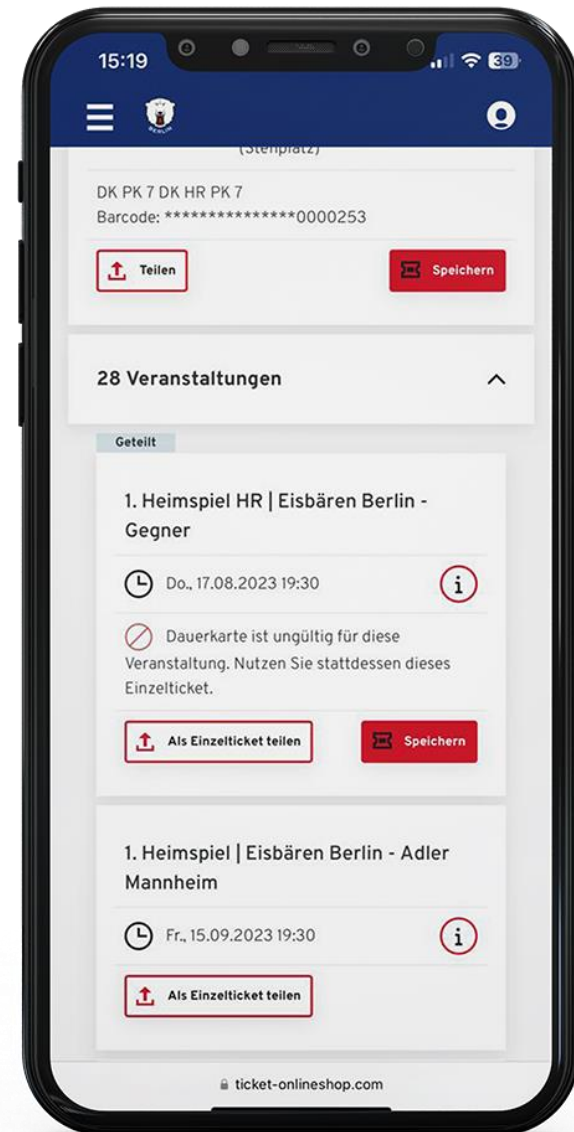 15:19
39
BERLIN
(Stehplatz)
DK PK 7 DK HR PK 7
Barcode: ***************0000253
Teilen
Speichern
28 Veranstaltungen
Geteilt
1. Heimspiel HR | Eisbären Berlin -
Gegner
Do., 17.08.2023 19:30
i
Dauerkarte ist ungültig für diese
Veranstaltung. Nutzen Sie stattdessen dieses
Einzelticket.
Als Einzelticket teilen
Speichern
1. Heimspiel | Eisbären Berlin - Adler
Mannheim
Fr., 15.09.2023 19:30
i
Als Einzelticket teilen
ticket-onlineshop.com